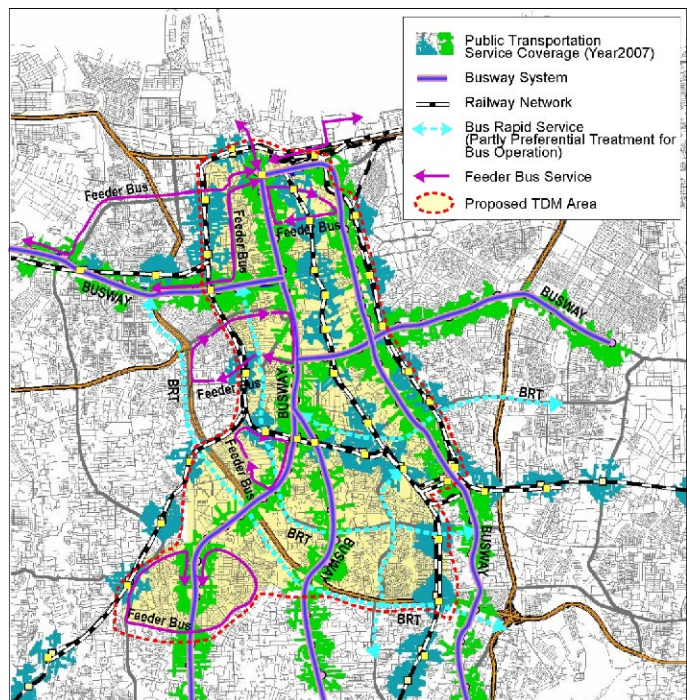 Public Transportation
Service Coverage (Year2007)
Busway System
Railway Network
Bus Rapid Service
(Partly Preferential Treatment for
Bus Operation)
Feeder Bus Service
Proposed TDM Area
Feeder Bus
Feeder Bus
Feeder Bus
BUSWAY
BUSWAY
BRT
Feeder Bus
BUSWAY
BRT
Feeder Bus
BRT
BUSWAY
BUSWAY
Feeder Bus
BRT